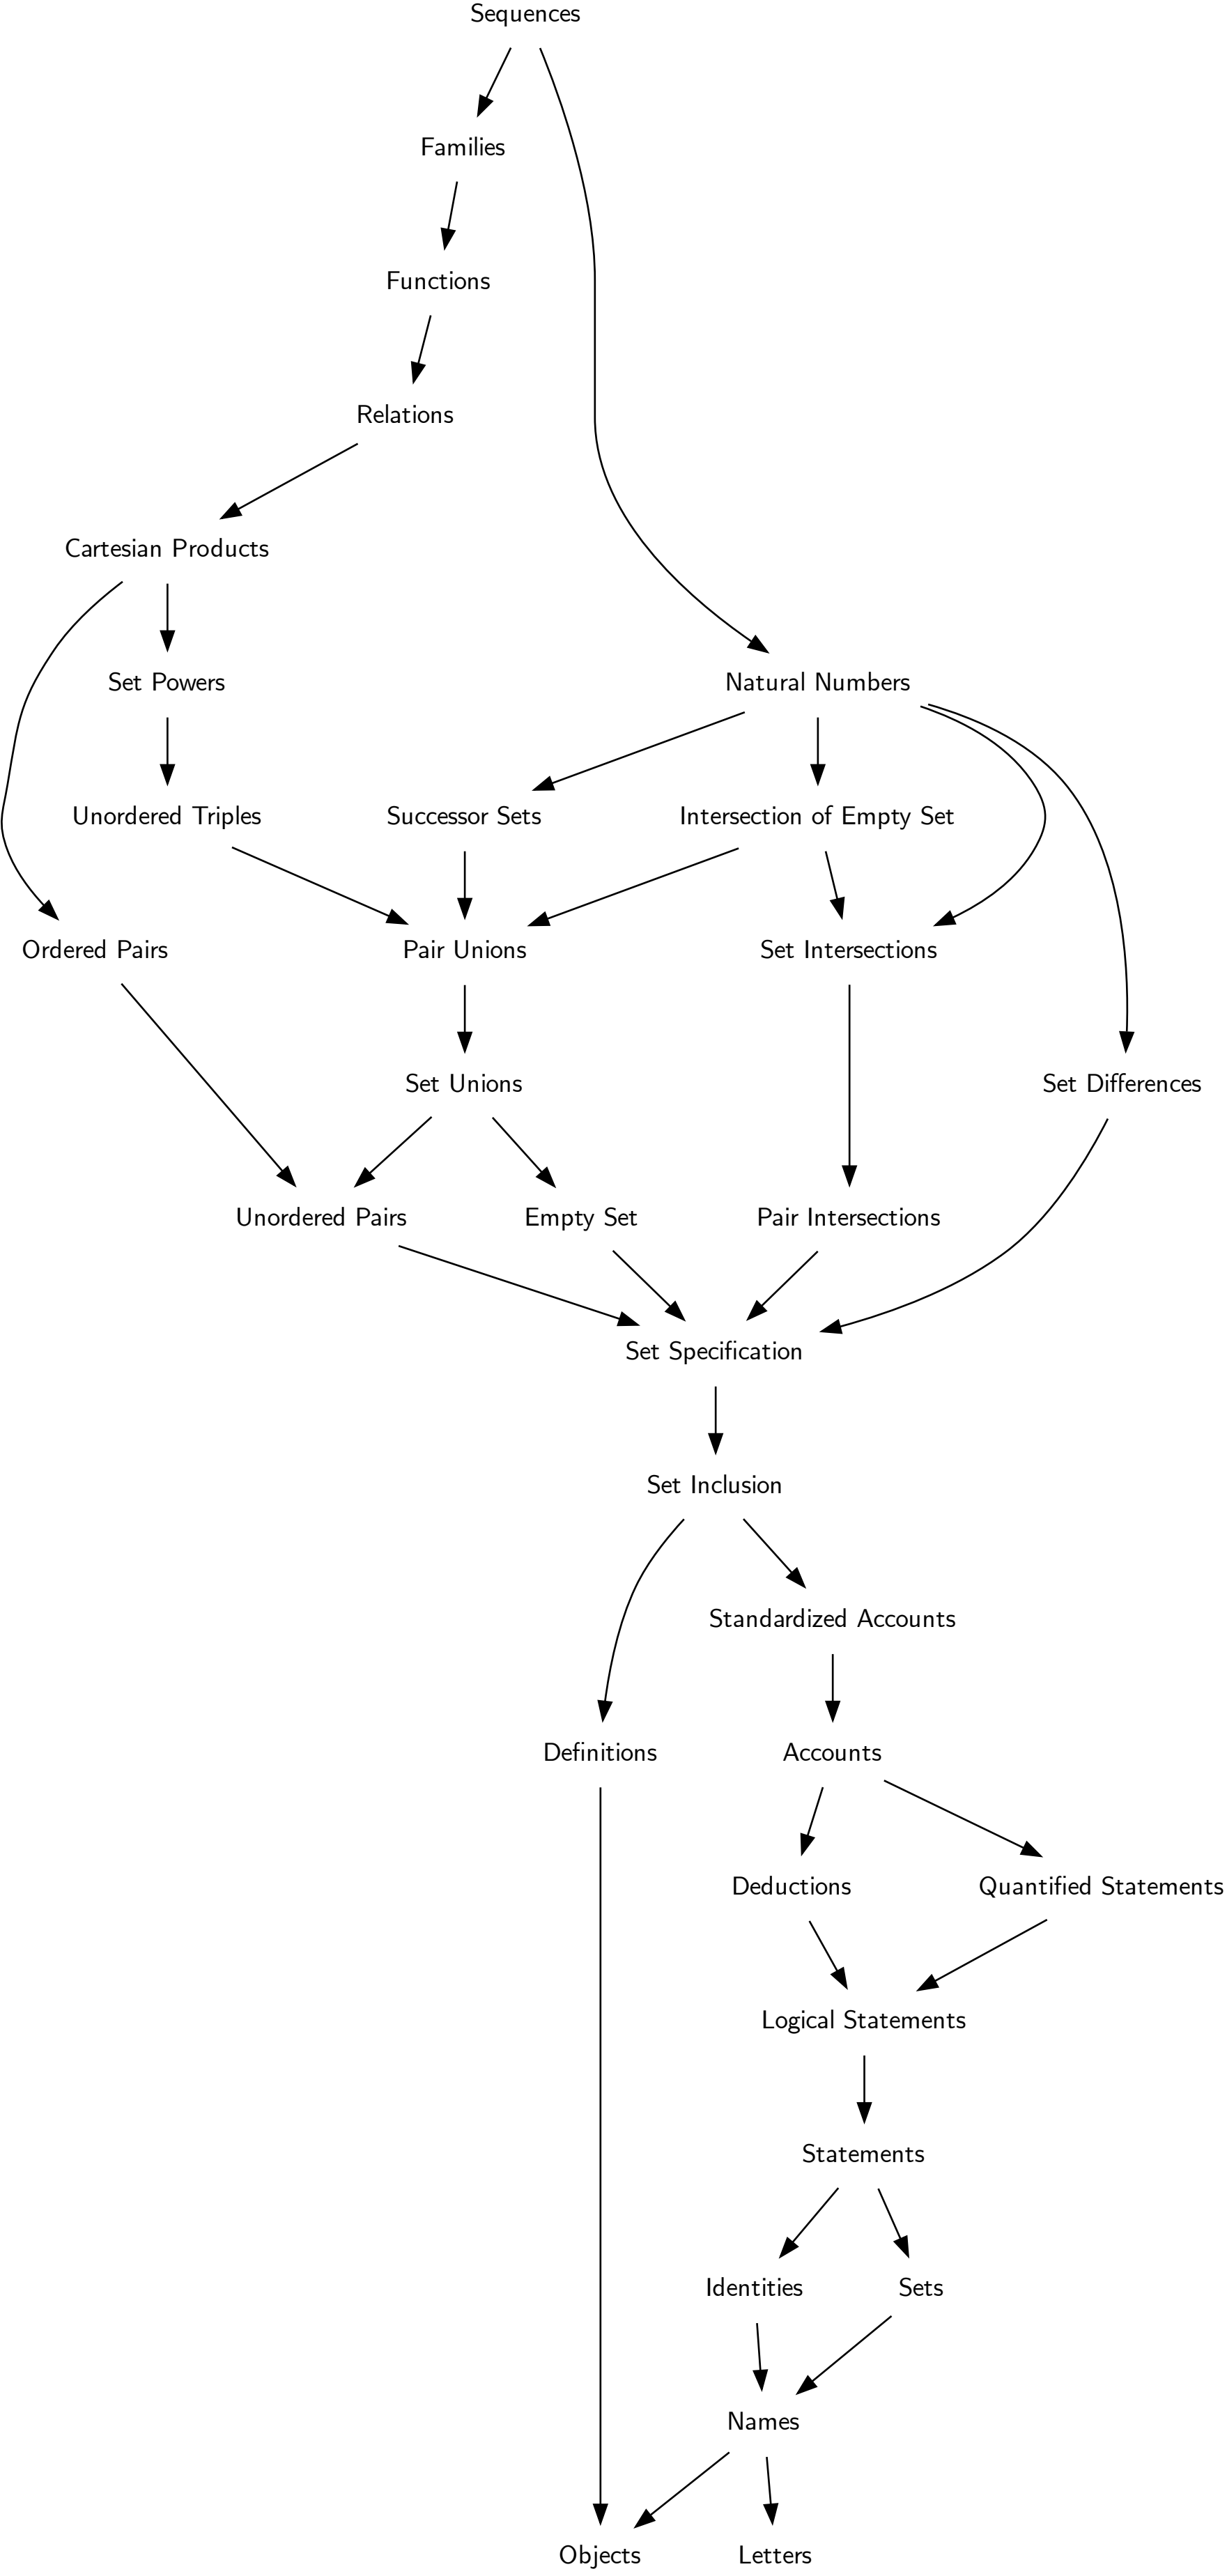 Sequences
Families
Functions
Relations
Cartesian Products
Set Powers
Natural Numbers
Unordered Triples
Successor Sets
Intersection of Empty Set
Ordered Pairs
Pair Unions
Set Intersections
Set Unions
Set Differences
Unordered Pairs
Empty Set
Pair Intersections
Set Specification
Set Inclusion
Standardized Accounts
Definitions
Accounts
Deductions
Quantified Statements
Logical Statements
Statements
Identities
Sets
Names
Objects
Letters